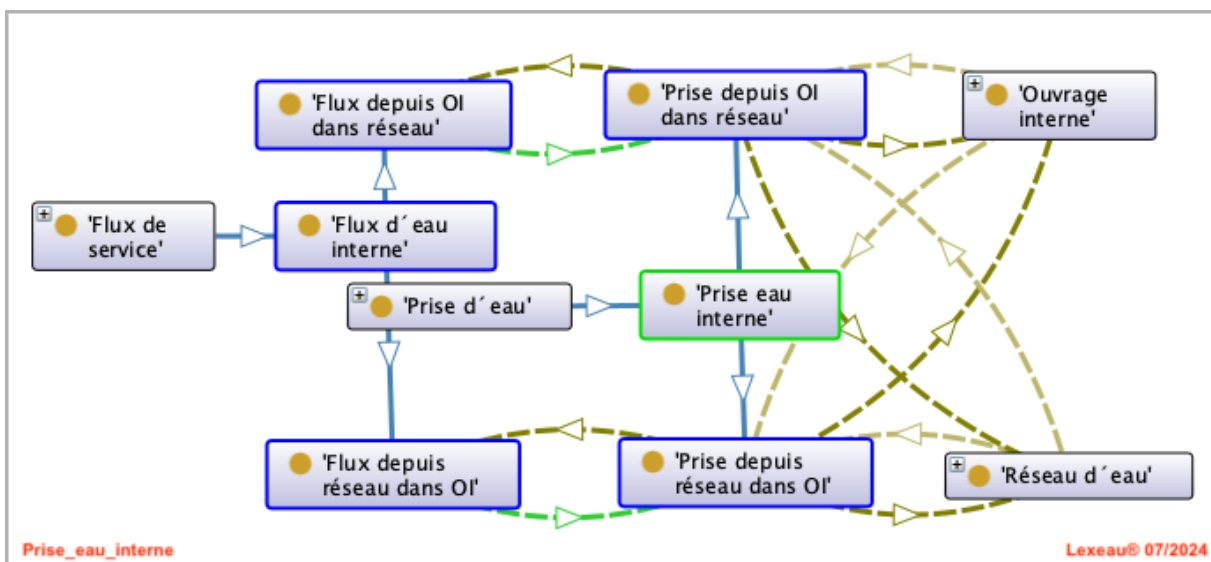 'Flux depuis OI
dans réseau'
'Prise depuis OI
dans réseau'
'Ouvrage
interne'
'Flux de
service'
'Flux d´eau
interne'
'Prise d´eau'
'Prise eau
interne'
'Flux depuis
réseau dans OI'
'Prise depuis
réseau dans OI'
'Réseau d´eau'
Prise_eau_interne
Lexeau® 07/2024